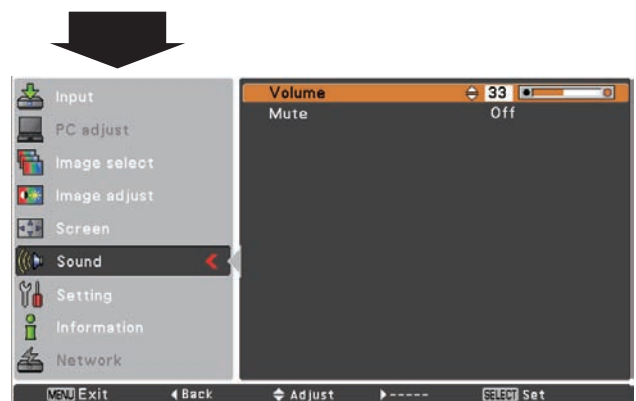 Input
PC adjust
Image select
Image adjust
Screen
Sound
Setting
Information
Network
Volume 33
Mute Off
MENU Exit Back Adjust ----- SELECT Set